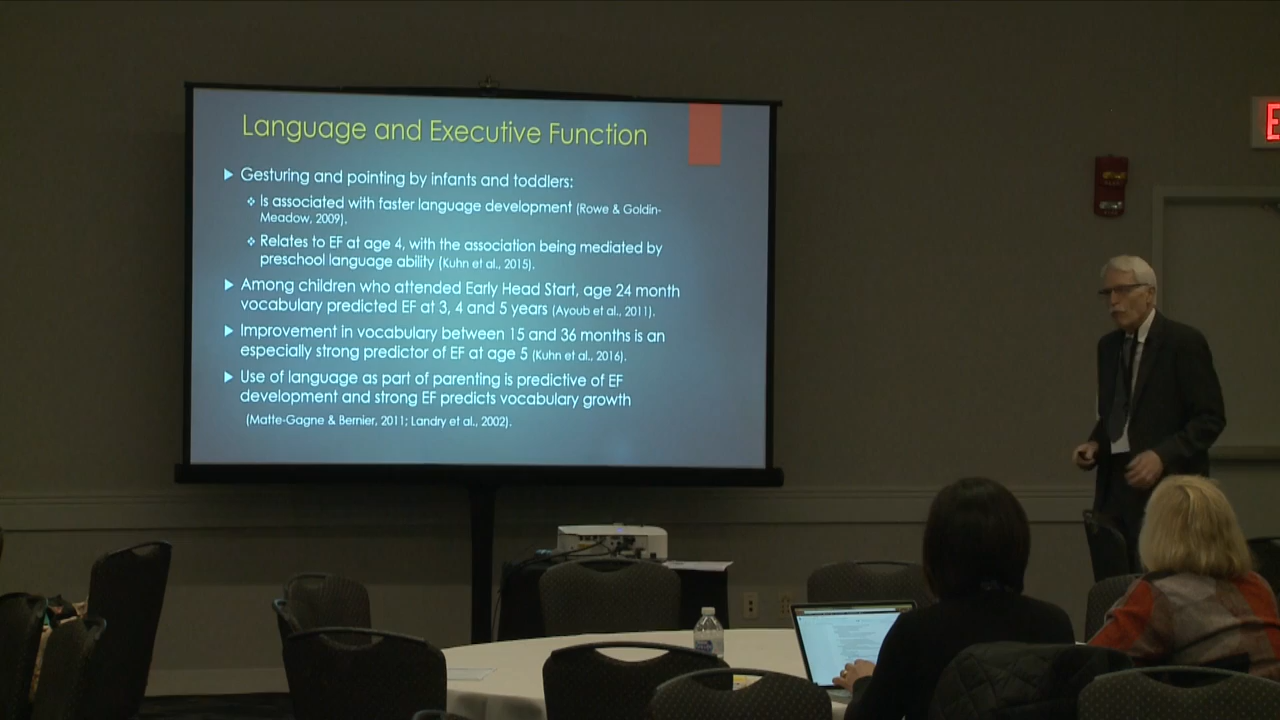 Language and Executive Function
Gesturing and pointing by infants and toddlers:
Is associated with faster language development (Rowe & Goldin-
Meadow, 2009).
Relates to EF at age 4, with the association being mediated by
preschool language ability (Kuhn et al., 2015).
Among children who attended Early Head Start, age 24 month
vocabulary predicted EF at 3, 4 and 5 years (Ayoub et al., 2011).
Improvement in vocabulary between 15 and 36 months is an
especially strong predictor of EF at age 5 (Kuhn et al., 2016).
Use of language as part of parenting is predictive of EF
development and strong EF predicts vocabulary growth
(Matte-Gagne & Bernier, 2011; Landry et al., 2002).